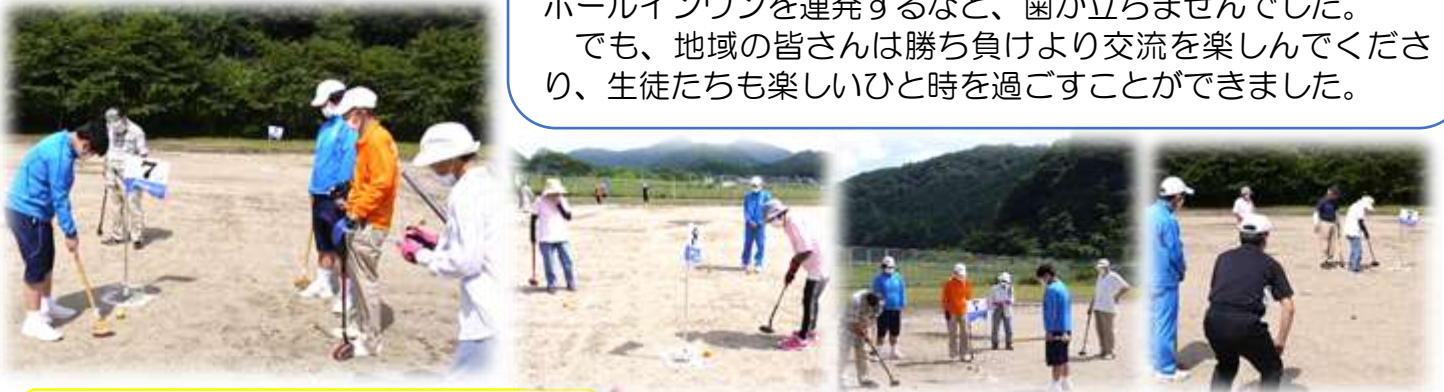 ホールインワンを連発するなど、歯が立ちませんでした。
でも、地域の皆さんは勝ち負けより交流を楽しんでくださ
り、生徒たちも楽しいひと時を過ごすことができました。
7